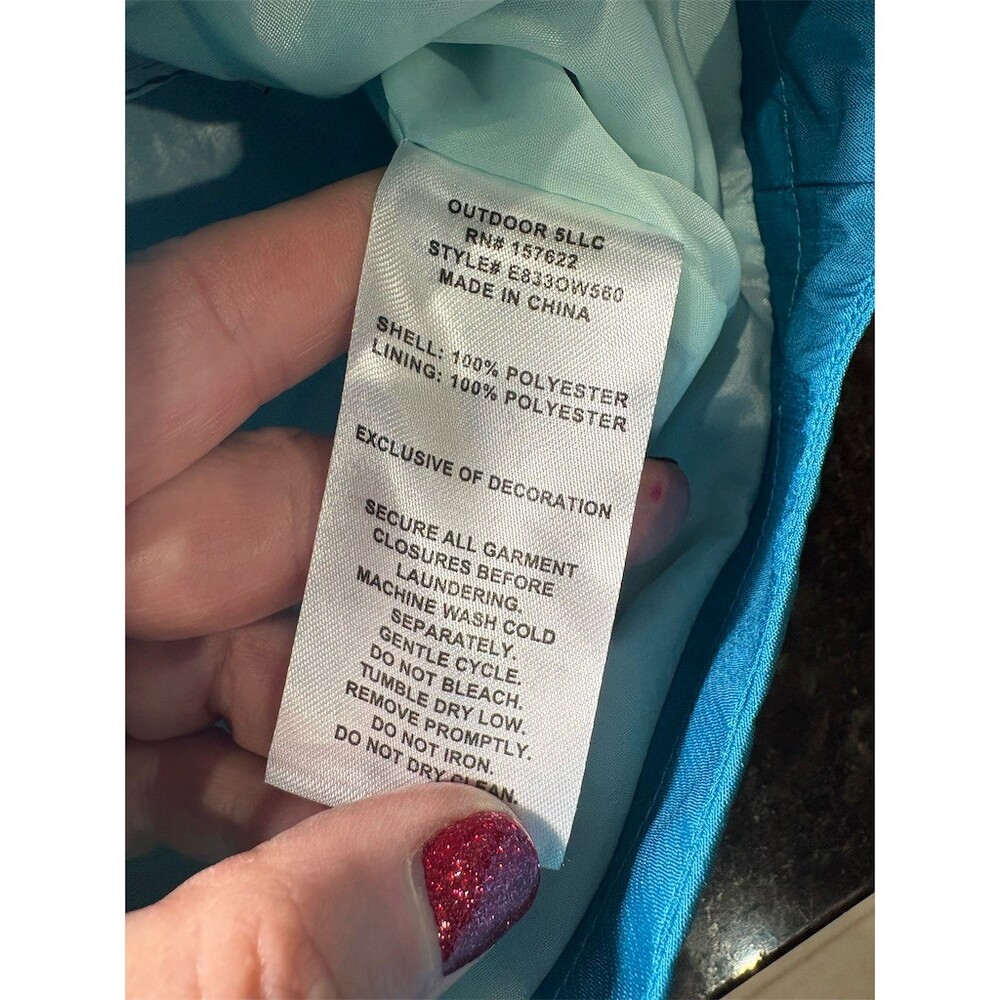 OUTDOOR 5LLC
RN# 157622
STYLE# E833OW560
MADE IN CHINA
SHELL: 100% POLYESTER
LINING: 100% POLYESTER
EXCLUSIVE OF DECORATION
SECURE ALL GARMENT
CLOSURES BEFORE
LAUNDERING.
MACHINE WASH COLD
SEPARATELY.
GENTLE CYCLE.
DO NOT BLEACH.
TUMBLE DRY LOW.
REMOVE PROMPTLY.
DO NOT IRON.
DO NOT DRY CLEAN.